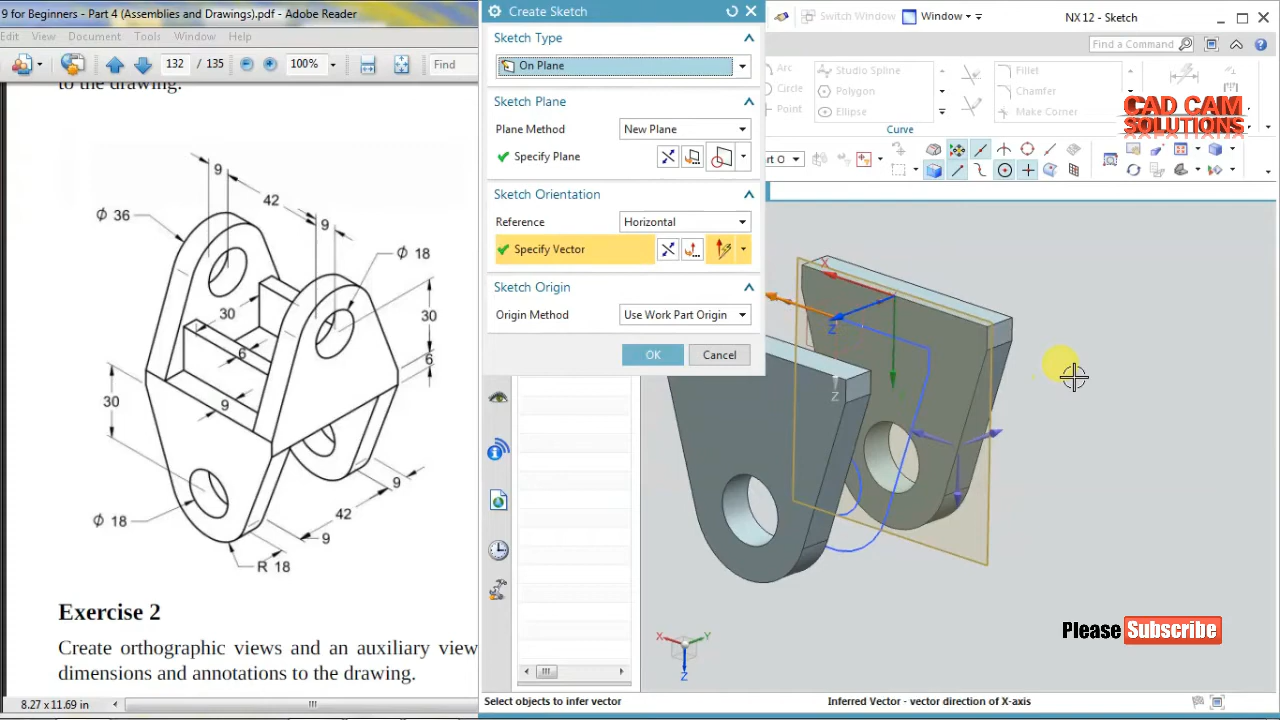 9 for Beginners - Part 4 (Assemblies and Drawings).pdf - Adobe Reader
Edit View Document Tools Window Help
132 / 135 100% Find
to the drawing.
9
42
Φ 36
9
Φ 18
30
30
6
6
30
9
9
Φ 18
42
9
R 18
Exercise 2
Create orthographic views and an auxiliary view
dimensions and annotations to the drawing.
8.27 x 11.69 in
Create Sketch
Sketch Type
On Plane
Sketch Plane
Plane Method New Plane
Specify Plane
Sketch Orientation
Reference Horizontal
Specify Vector
Sketch Origin
Origin Method Use Work Part Origin
OK Cancel
Switch Window Window NX 12 - Sketch
Find a Command
Arc Studio Spline Fillet
Circle Polygon Chamfer
Point Ellipse Make Corner
Curve
CAD CAM
SOLUTIONS
Part O
X
Z
Z
X Y
Z
Please Subscribe
Select objects to infer vector Inferred Vector - vector direction of X-axis